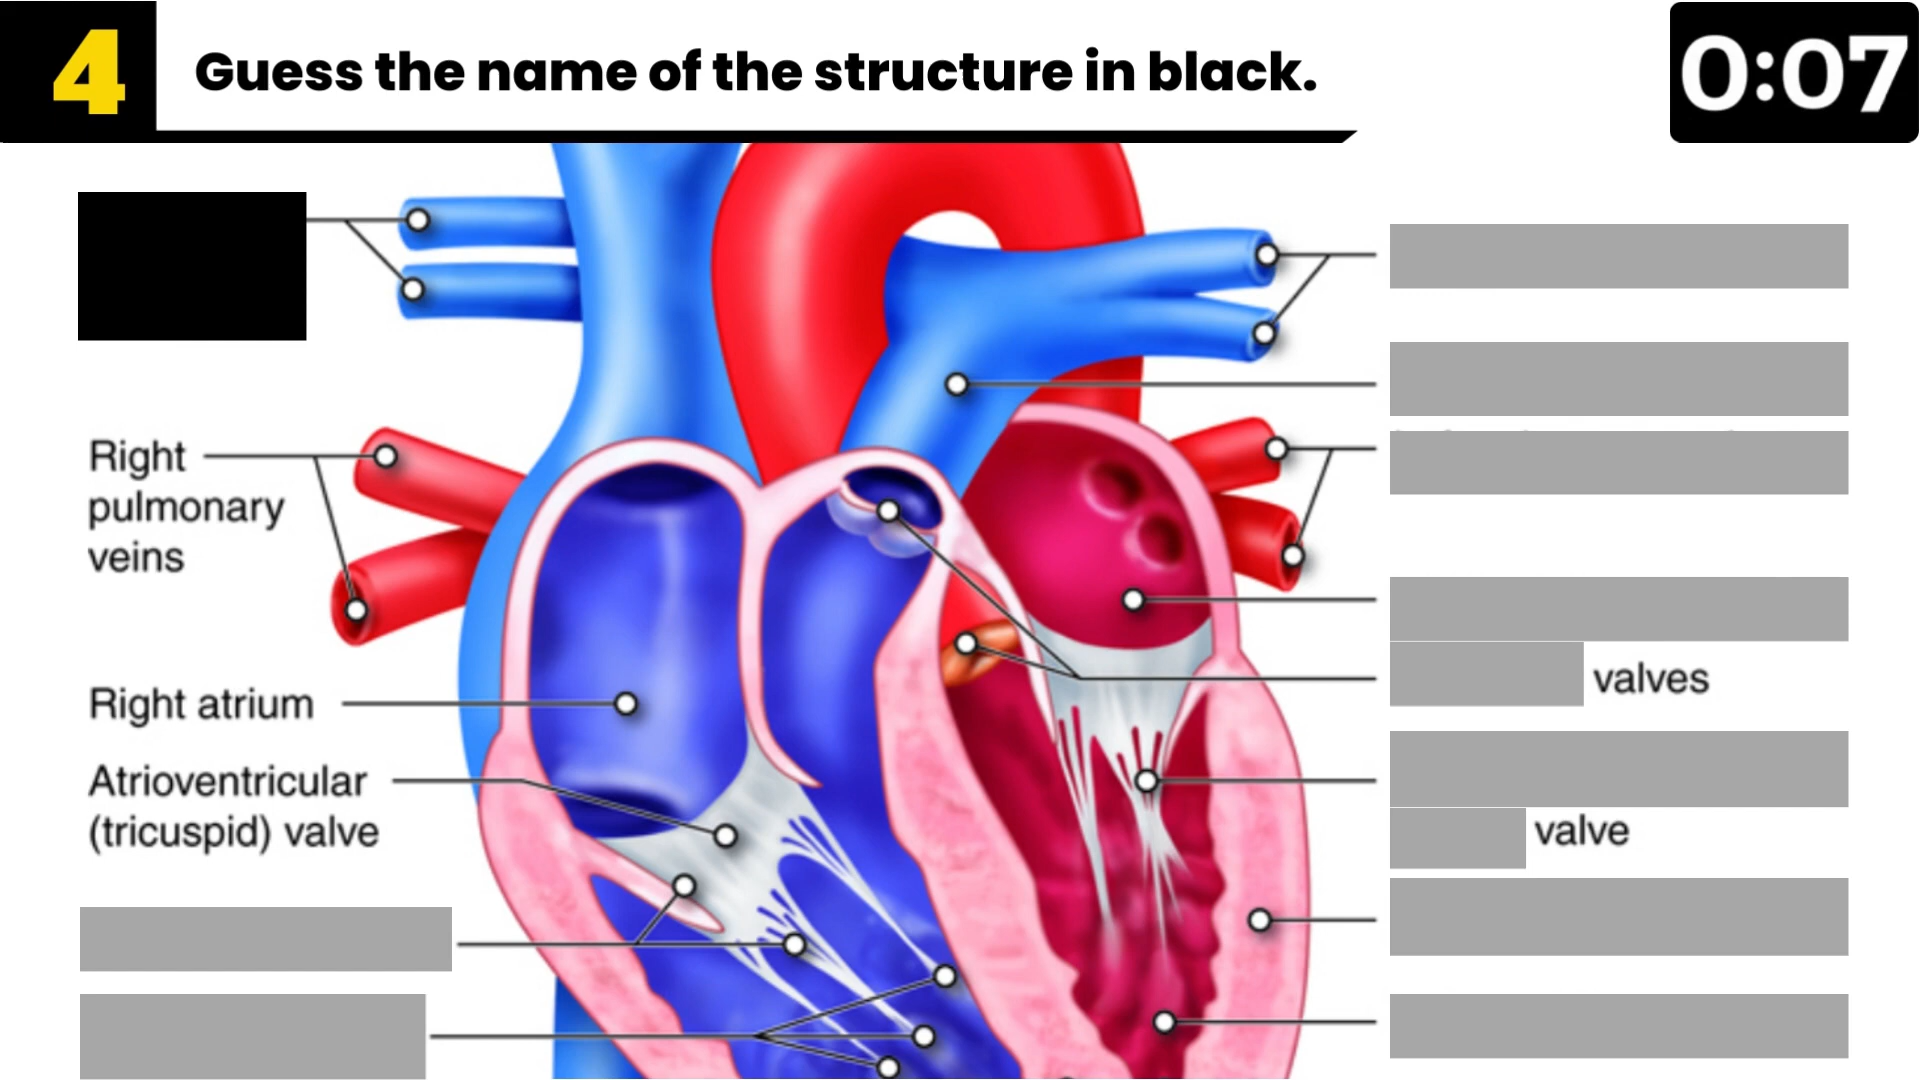 4
Guess the name of the structure in black.
0:07
Right
pulmonary
veins
Right atrium
Atrioventricular
(tricuspid) valve
valves
valve